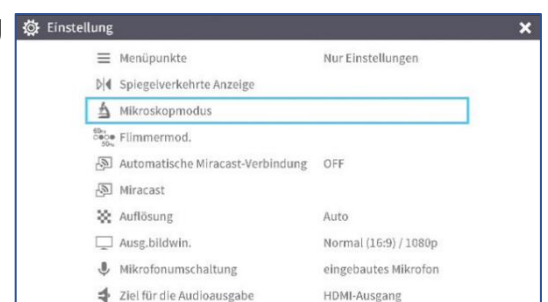 Einstellung
Menüpunkte Nur Einstellungen
Spiegelverkehrte Anzeige
Mikroskopmodus
Flimmermod.
Automatische Miracast-Verbindung OFF
Miracast
Auflösung Auto
Ausg.bildwin. Normal (16:9) / 1080p
Mikrofonumschaltung eingebautes Mikrofon
Ziel für die Audioausgabe HDMI-Ausgang